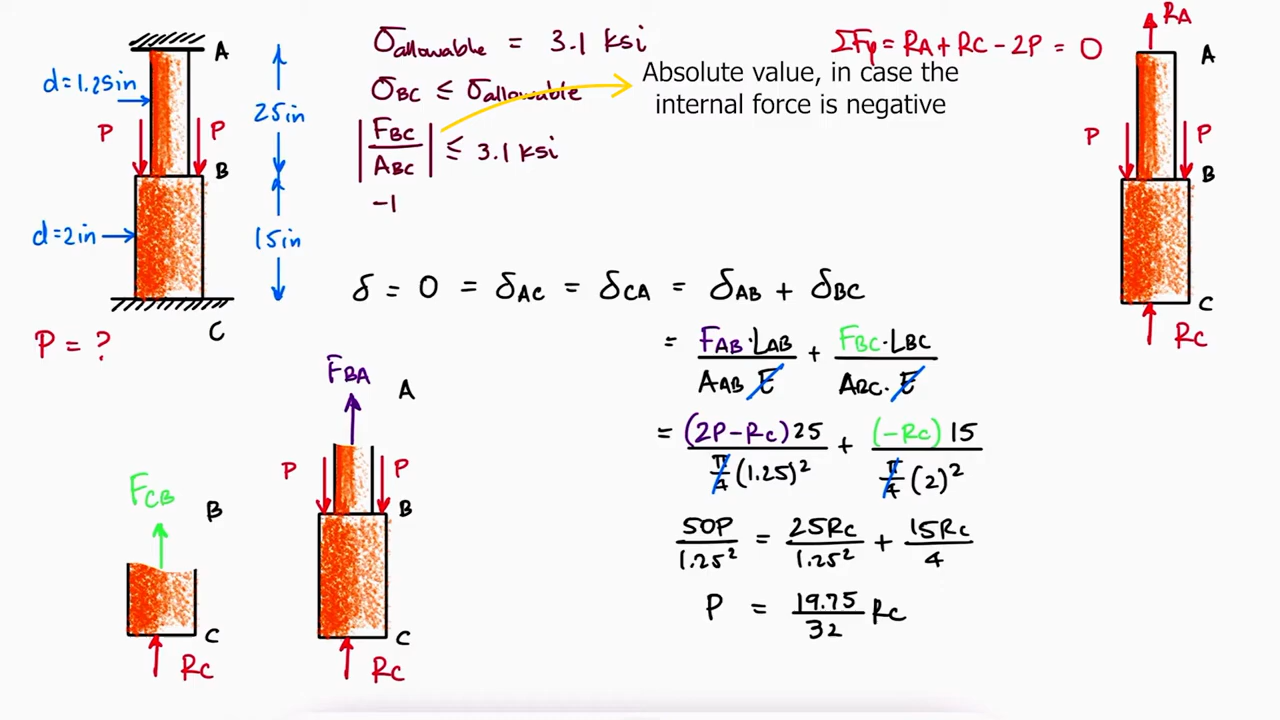 A
d=1.25in
25in
P
P
B
d=2in
15in
C
P = ?
σallowable = 3.1 ksi
σBC ≤ σallowable
|FBC/ABC| ≤ 3.1 ksi
-1
Absolute value, in case the
internal force is negative
ΣFy = RA + RC - 2P = 0
RA
A
P
P
B
C
RC
δ = 0 = δAC = δCA = δAB + δBC
= FAB·LAB/AAB E + FBC·LBC/ABC·E
= (2P-RC)25/π/4(1.25)² + (-RC)15/π/4(2)²
50P/1.25² = 25RC/1.25² + 15RC/4
P = 19.75/32 RC
FCB
B
C
RC
FBA
A
P
P
B
C
RC